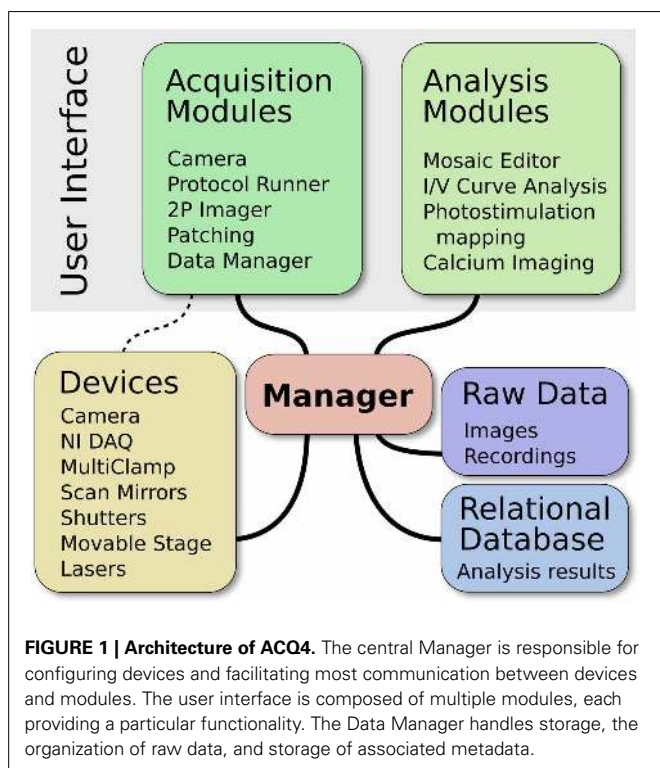 User Interface
Acquisition
Modules
Camera
Protocol Runner
2P Imager
Patching
Data Manager
Analysis
Modules
Mosaic Editor
I/V Curve Analysis
Photostimulation
mapping
Calcium Imaging
Devices
Camera
NI DAQ
MultiClamp
Scan Mirrors
Shutters
Movable Stage
Lasers
Manager
Raw Data
Images
Recordings
Relational
Database
Analysis results
FIGURE 1 | Architecture of ACQ4. The central Manager is responsible for
configuring devices and facilitating most communication between devices
and modules. The user interface is composed of multiple modules, each
providing a particular functionality. The Data Manager handles storage, the
organization of raw data, and storage of associated metadata.